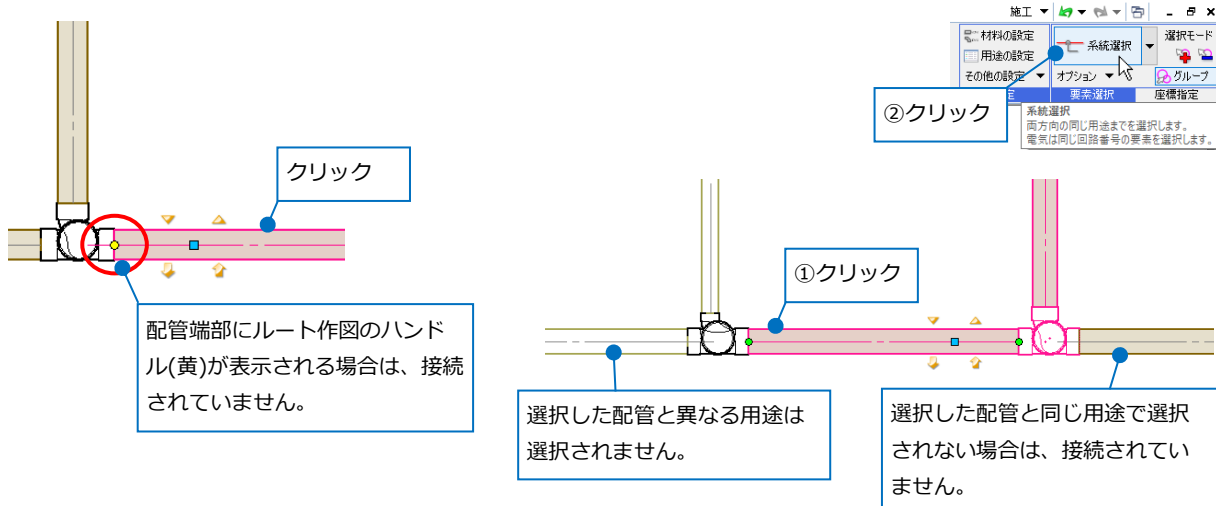 クリック
配管端部にルート作図のハンド
ル(黄)が表示される場合は、接続
されていません。
施工
材料の設定
用途の設定
その他の設定
系統選択
オプション
選択モード
グループ
定
要素選択
座標指定
系統選択
両方向の同じ用途までを選択します。
電気は同じ回路番号の要素を選択します。
②クリック
①クリック
選択した配管と異なる用途は
選択されません。
選択した配管と同じ用途で選択
されない場合は、接続されてい
ません。